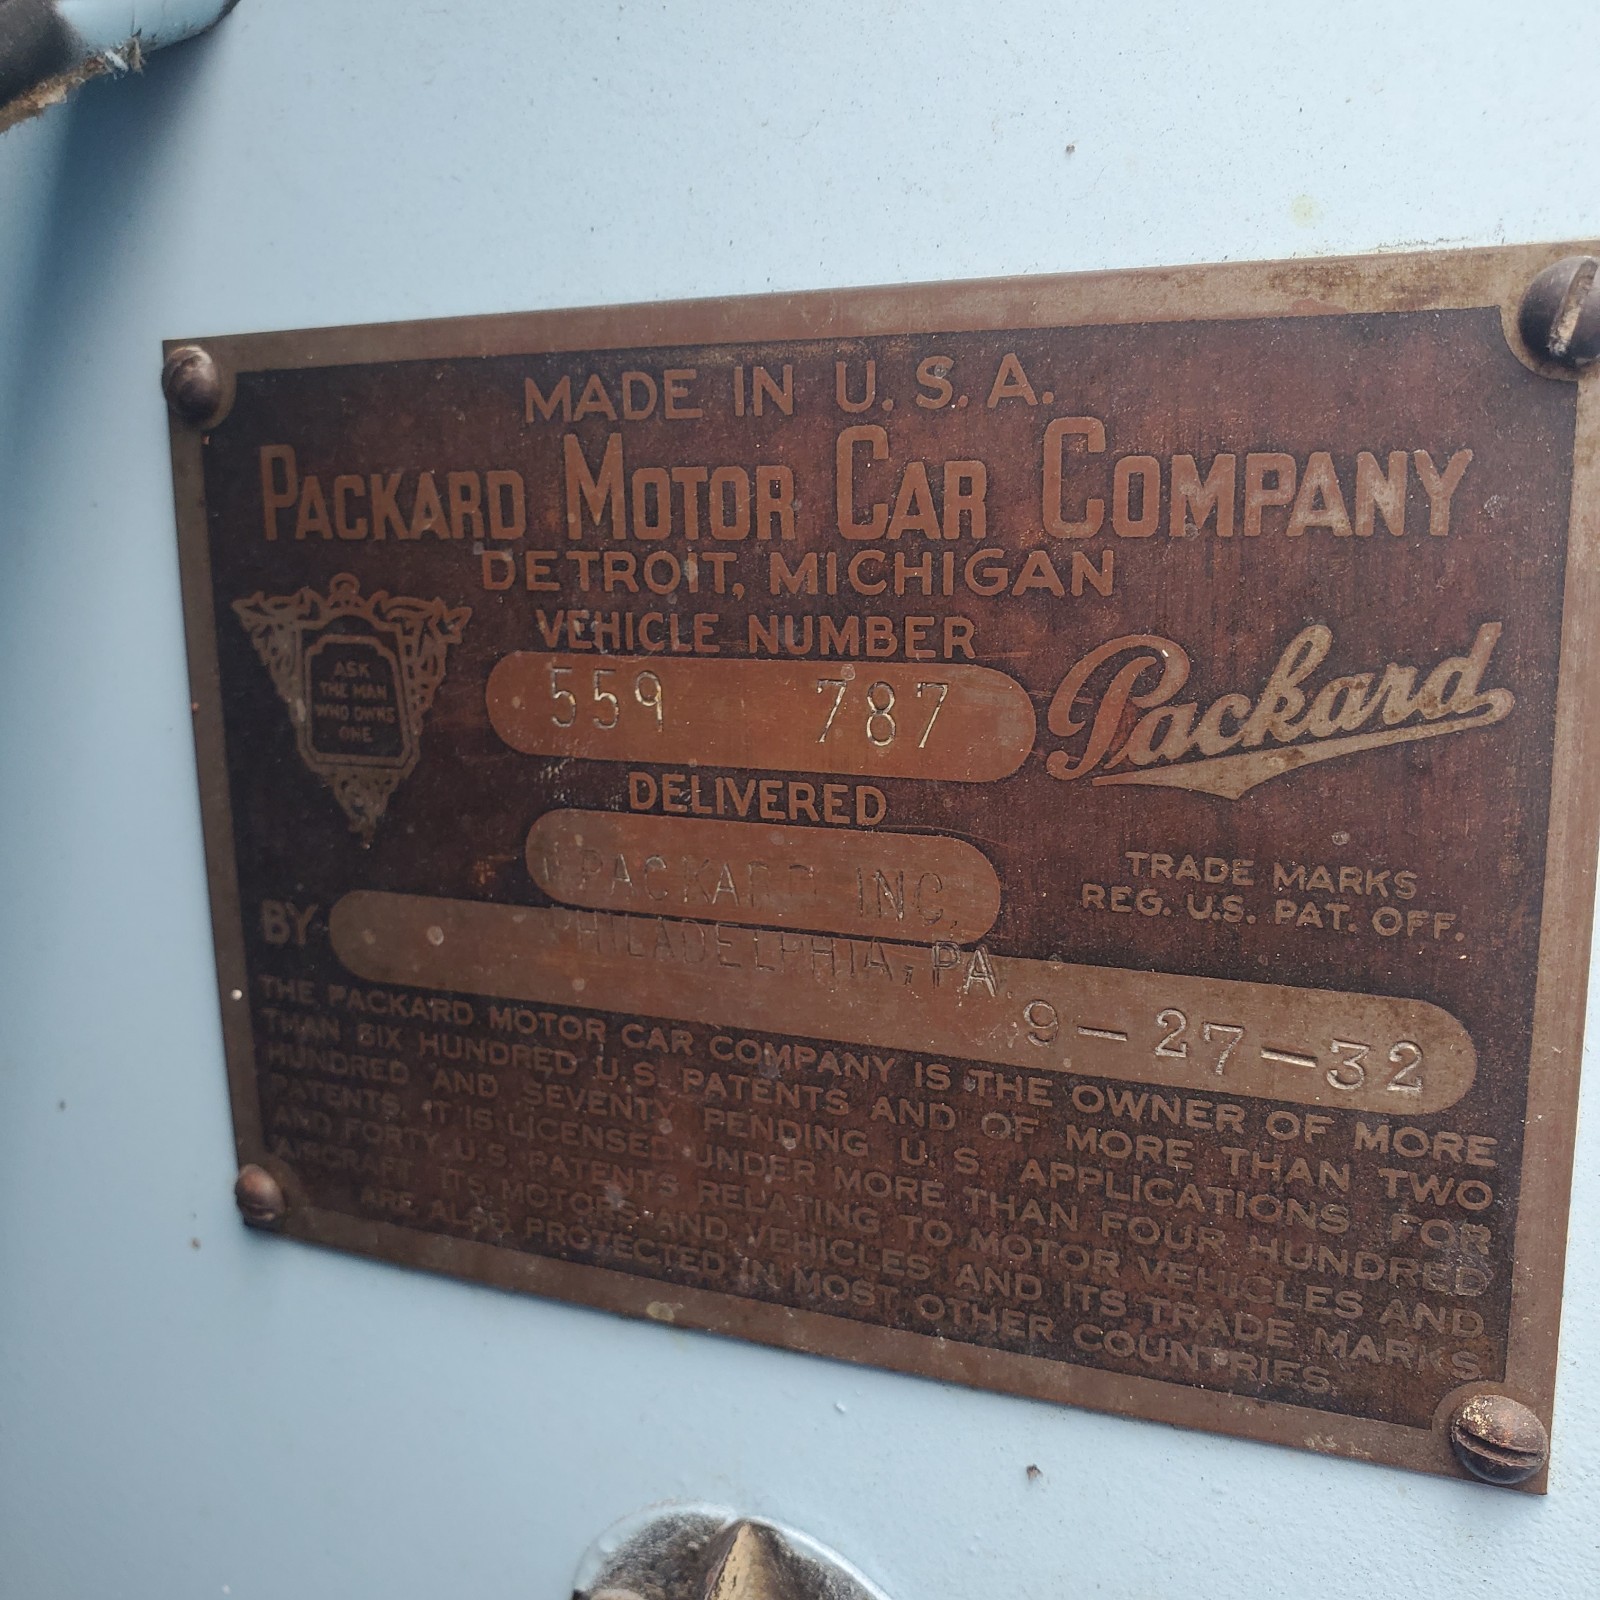 MADE IN U.S.A.
PACKARD MOTOR CAR COMPANY
DETROIT, MICHIGAN
VEHICLE NUMBER
559 787
ASK
THE MAN
WHO OWNS
ONE
Packard
DELIVERED
PACKARD INC.
TRADE MARKS
REG. U.S. PAT. OFF.
BY
PHILADELPHIA, PA.
9-27-32
THE PACKARD MOTOR CAR COMPANY IS THE OWNER OF MORE
THAN SIX HUNDRED U.S. PATENTS AND OF MORE THAN TWO
HUNDRED AND SEVENTY PENDING U.S. APPLICATIONS FOR
PATENTS. IT IS LICENSED UNDER MORE THAN FOUR HUNDRED
AND FORTY U.S. PATENTS RELATING TO MOTOR VEHICLES AND
AIRCRAFT. ITS MOTORS AND VEHICLES AND ITS TRADE MARKS
ARE ALSO PROTECTED IN MOST OTHER COUNTRIES.